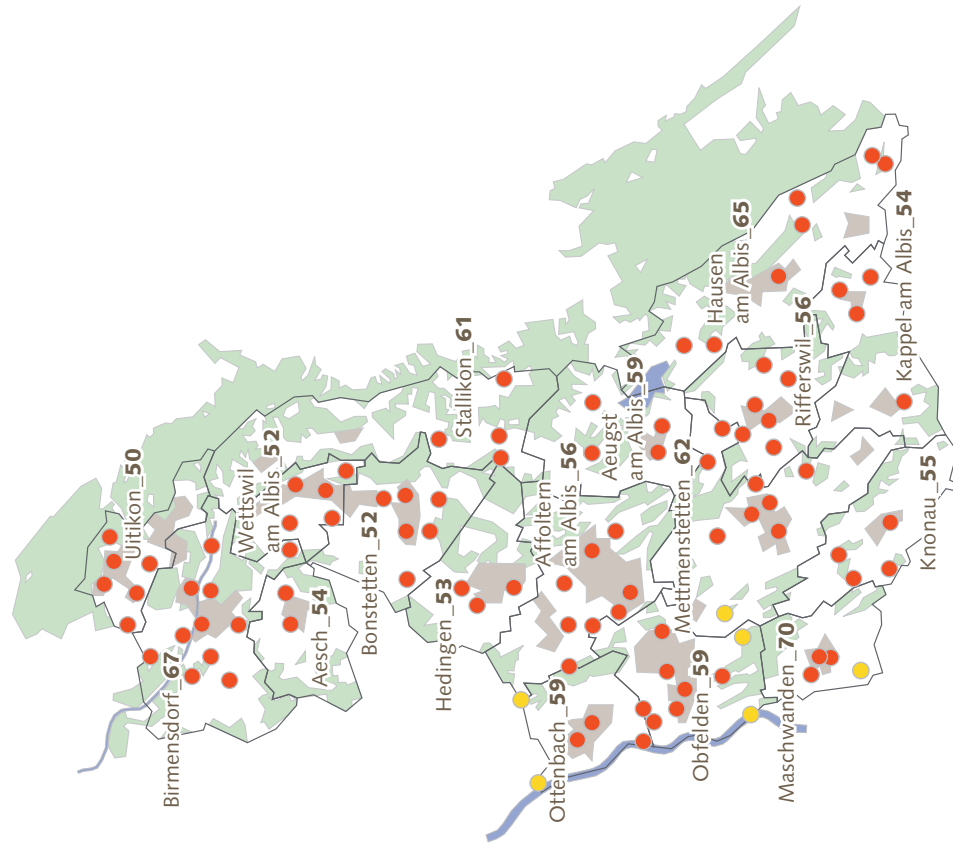 Uitikon_50
Birmensdorf_67
Wettswil
am Albis_52
Aesch_54
Bonstetten_52
Stallikon_61
Hedingen_53
Affoltern
am Albis_56
Aeugst
am Albis_59
Ottenbach_59
Hausen
am Albis_65
Mettmenstetten_62
Obfelden_59
Rifferswil_56
Maschwanden_70
Kappel-am Albis_54
Knonau_55